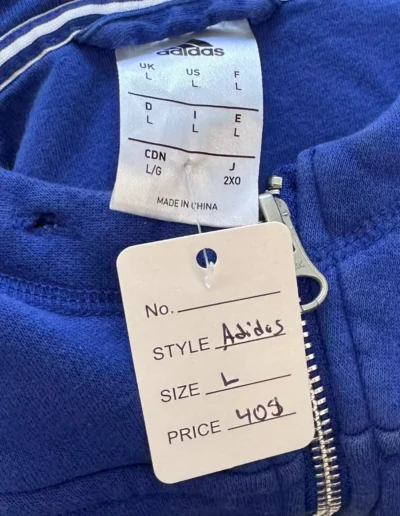 adidas
UK US F
L L L
D I E
L L L
CDN J
L/G 2XO
MADE IN CHINA
No.
STYLE Adidas
SIZE L
PRICE 40$